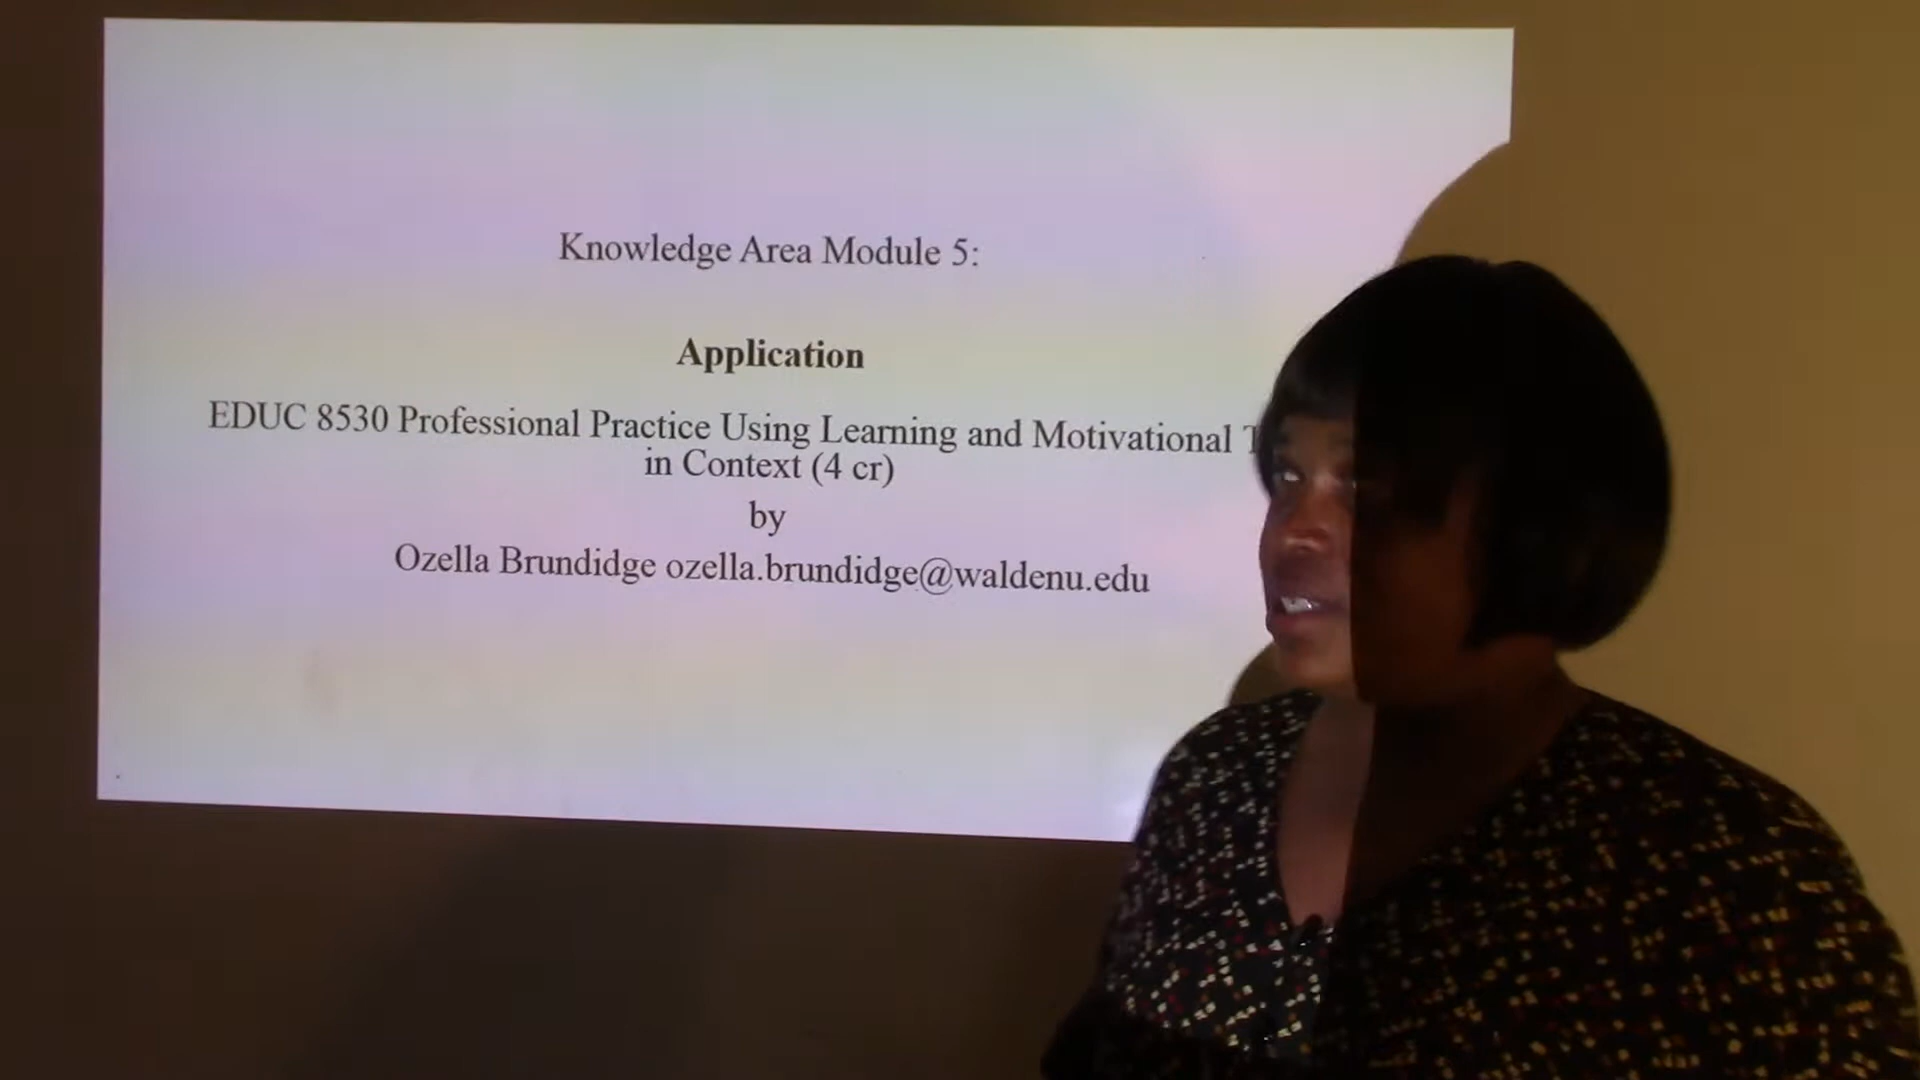 Knowledge Area Module 5:
Application
EDUC 8530 Professional Practice Using Learning and Motivational
in Context (4 cr)
by
Ozella Brundidge ozella.brundidge@waldenu.edu